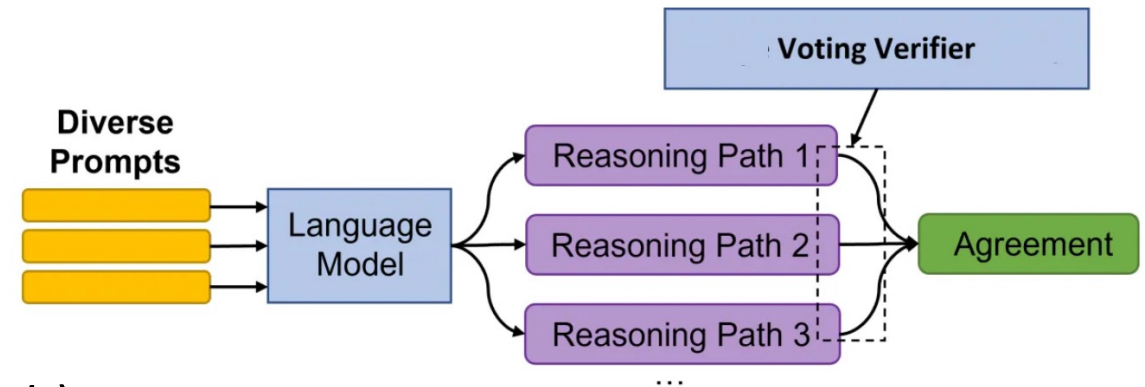 Voting Verifier
Diverse
Prompts
Language
Model
Reasoning Path 1
Reasoning Path 2
Reasoning Path 3
Agreement
...